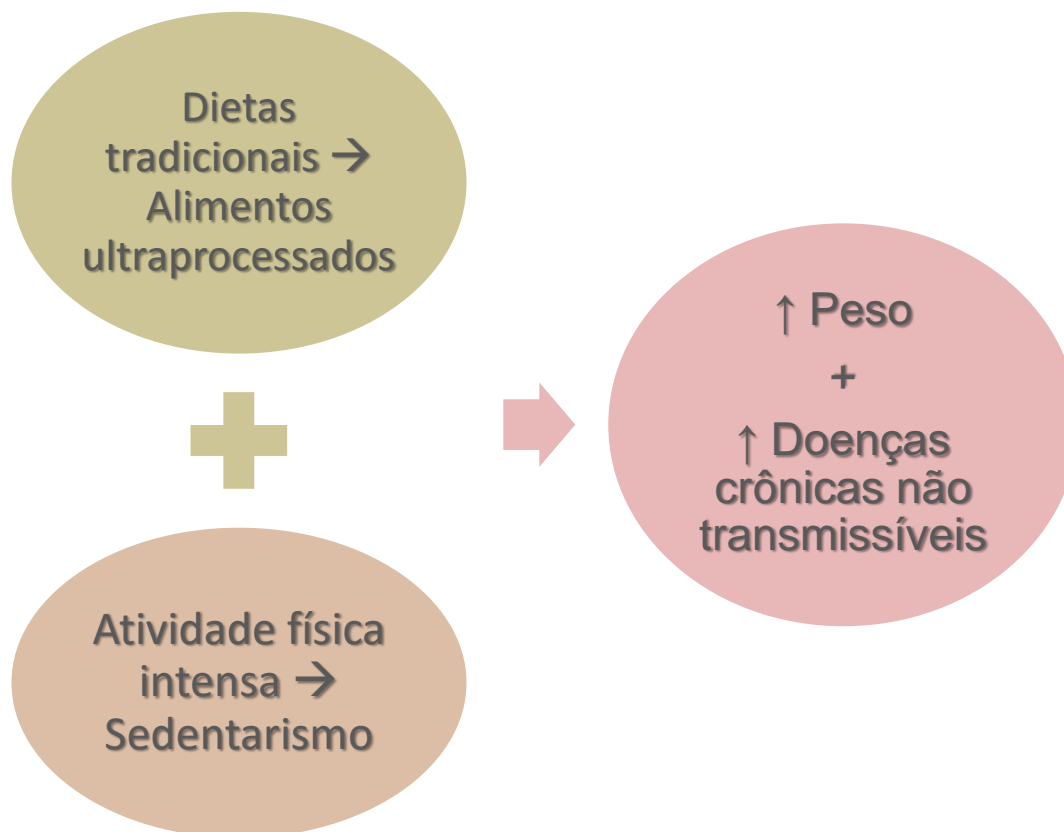 Dietas
tradicionais →
Alimentos
ultraprocessados
Atividade física
intensa →
Sedentarismo
↑ Peso
+
↑ Doenças
crônicas não
transmissíveis